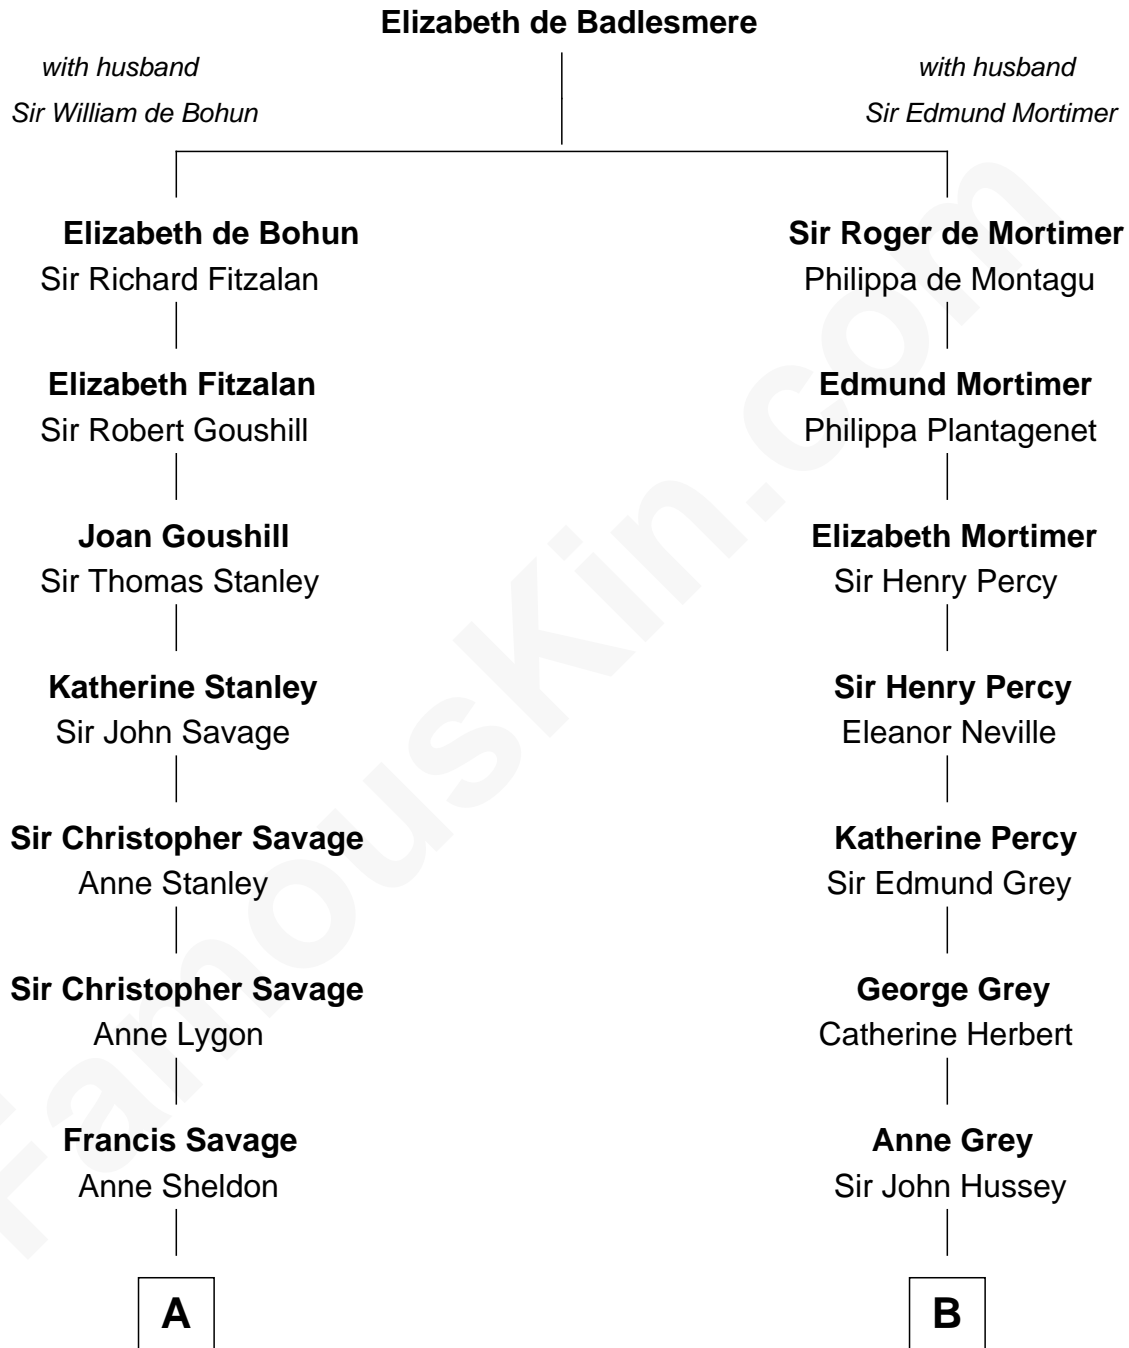 Elizabeth de Badlesmere
with husband
Sir William de Bohun
with husband
Sir Edmund Mortimer
Elizabeth de Bohun
Sir Richard Fitzalan
Sir Roger de Mortimer
Philippa de Montagu
Elizabeth Fitzalan
Sir Robert Goushill
Edmund Mortimer
Philippa Plantagenet
Joan Goushill
Sir Thomas Stanley
Elizabeth Mortimer
Sir Henry Percy
Katherine Stanley
Sir John Savage
Sir Henry Percy
Eleanor Neville
Sir Christopher Savage
Anne Stanley
Katherine Percy
Sir Edmund Grey
Sir Christopher Savage
Anne Lygon
George Grey
Catherine Herbert
Francis Savage
Anne Sheldon
Anne Grey
Sir John Hussey
A
B
FamousKin.com